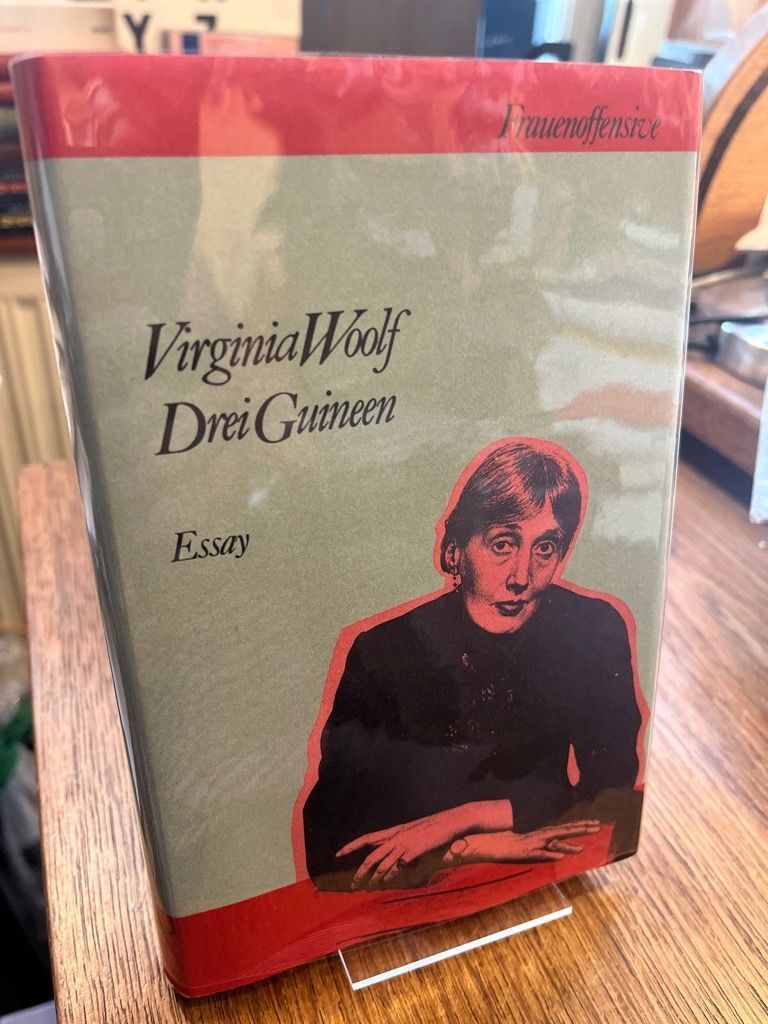 Frauenoffensive
Virginia Woolf
Drei Guineen
Essay